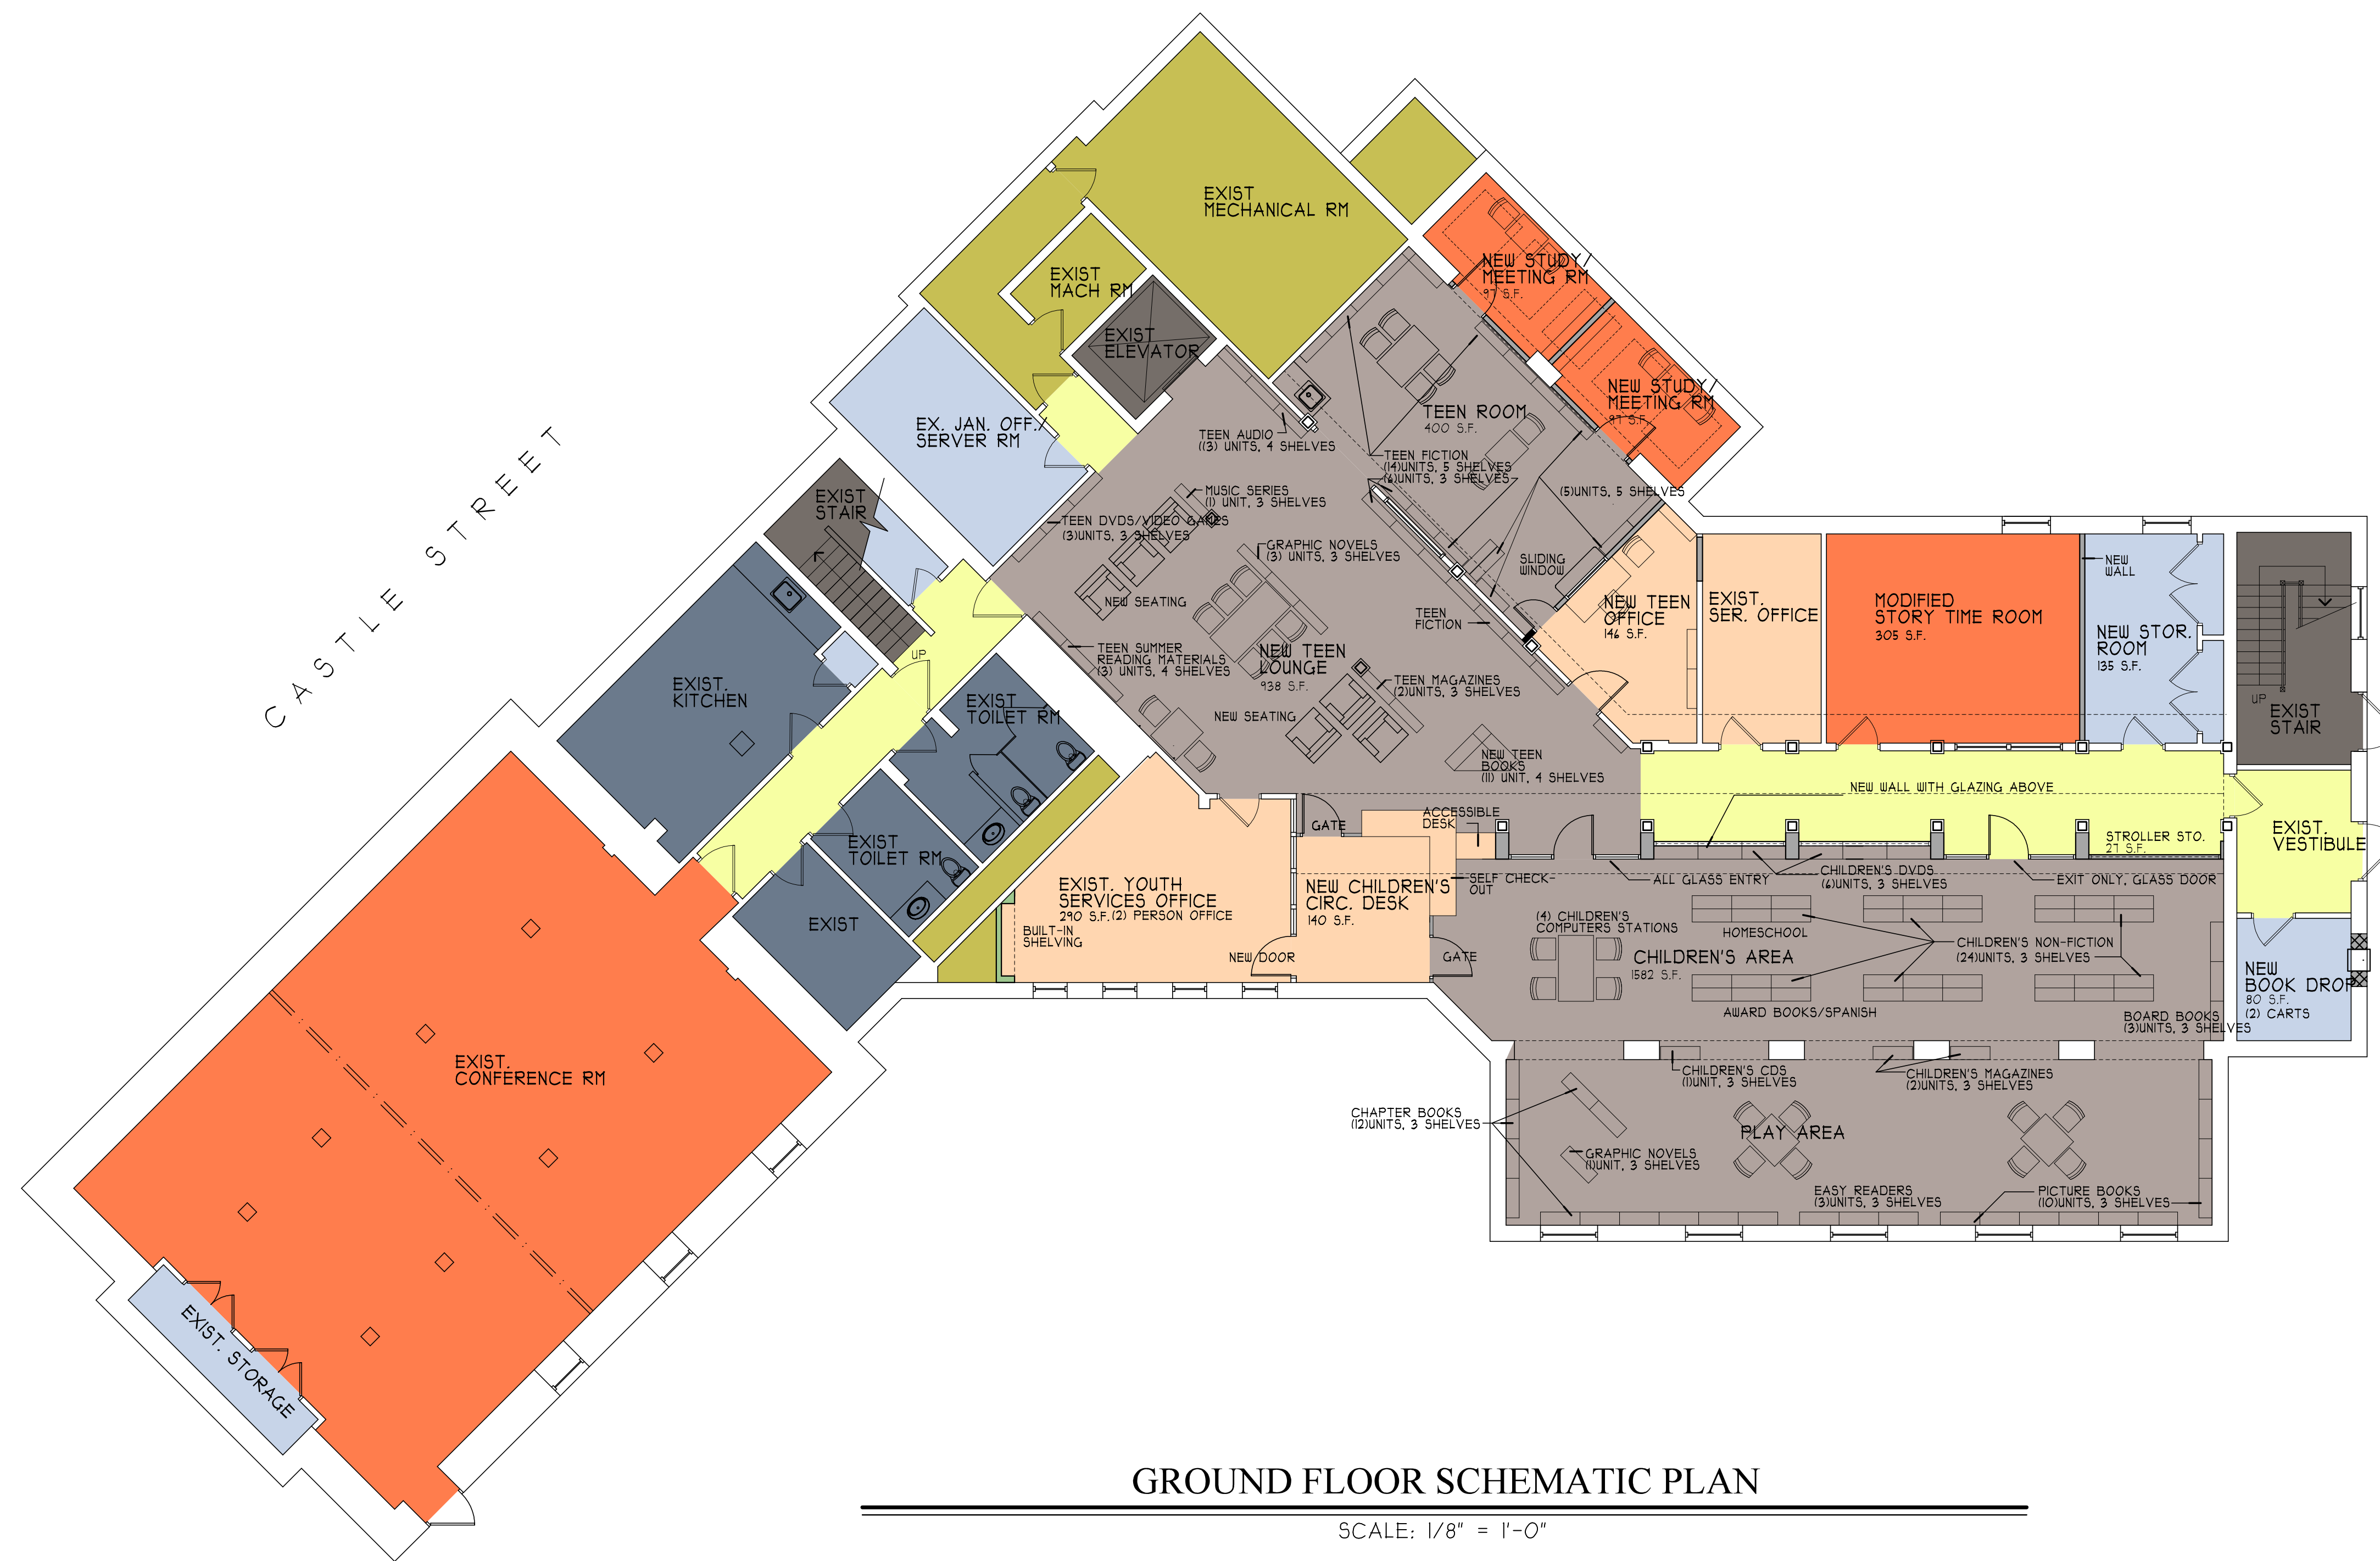 CASTLE STREET
EXIST
MECHANICAL RM
EXIST
MACH RM
EXIST
ELEVATOR
EX. JAN. OFF./
SERVER RM
EXIST
STAIR
UP
EXIST.
KITCHEN
EXIST
TOILET RM
EXIST
TOILET RM
EXIST
EXIST.
CONFERENCE RM
EXIST. STORAGE
NEW STUDY/
MEETING RM
97 S.F.
NEW STUDY/
MEETING RM
97 S.F.
TEEN ROOM
400 S.F.
TEEN AUDIO
((3) UNITS, 4 SHELVES
TEEN FICTION
(14)UNITS, 5 SHELVES
(6)UNITS, 3 SHELVES
(5)UNITS, 5 SHELVES
MUSIC SERIES
(1) UNIT, 3 SHELVES
TEEN DVDS/VIDEO GAMES
(3)UNITS, 3 SHELVES
GRAPHIC NOVELS
(3) UNITS, 3 SHELVES
SLIDING
WINDOW
NEW SEATING
TEEN
FICTION
TEEN SUMMER
READING MATERIALS
(3) UNITS, 4 SHELVES
NEW TEEN
LOUNGE
938 S.F.
TEEN MAGAZINES
(2)UNITS, 3 SHELVES
NEW SEATING
NEW TEEN
BOOKS
(11) UNIT, 4 SHELVES
NEW TEEN
OFFICE
146 S.F.
EXIST.
SER. OFFICE
MODIFIED
STORY TIME ROOM
305 S.F.
NEW
WALL
NEW STOR.
ROOM
135 S.F.
UP
EXIST
STAIR
NEW WALL WITH GLAZING ABOVE
GATE
ACCESSIBLE
DESK
STROLLER STO.
27 S.F.
EXIST.
VESTIBULE
EXIST. YOUTH
SERVICES OFFICE
290 S.F.(2) PERSON OFFICE
BUILT-IN
SHELVING
NEW DOOR
NEW CHILDREN'S
CIRC. DESK
140 S.F.
SELF CHECK-
OUT
ALL GLASS ENTRY
CHILDREN'S DVDS
(6)UNITS, 3 SHELVES
EXIT ONLY, GLASS DOOR
GATE
(4) CHILDREN'S
COMPUTERS STATIONS
CHILDREN'S AREA
1582 S.F.
HOMESCHOOL
CHILDREN'S NON-FICTION
(24)UNITS, 3 SHELVES
AWARD BOOKS/SPANISH
BOARD BOOKS
(3)UNITS, 3 SHELVES
NEW
BOOK DROP
80 S.F.
(2) CARTS
CHILDREN'S CDS
(1)UNIT, 3 SHELVES
CHILDREN'S MAGAZINES
(2)UNITS, 3 SHELVES
CHAPTER BOOKS
(12)UNITS, 3 SHELVES
PLAY AREA
GRAPHIC NOVELS
(1)UNIT, 3 SHELVES
EASY READERS
(3)UNITS, 3 SHELVES
PICTURE BOOKS
(10)UNITS, 3 SHELVES
GROUND FLOOR SCHEMATIC PLAN
SCALE: 1/8" = 1'-0"